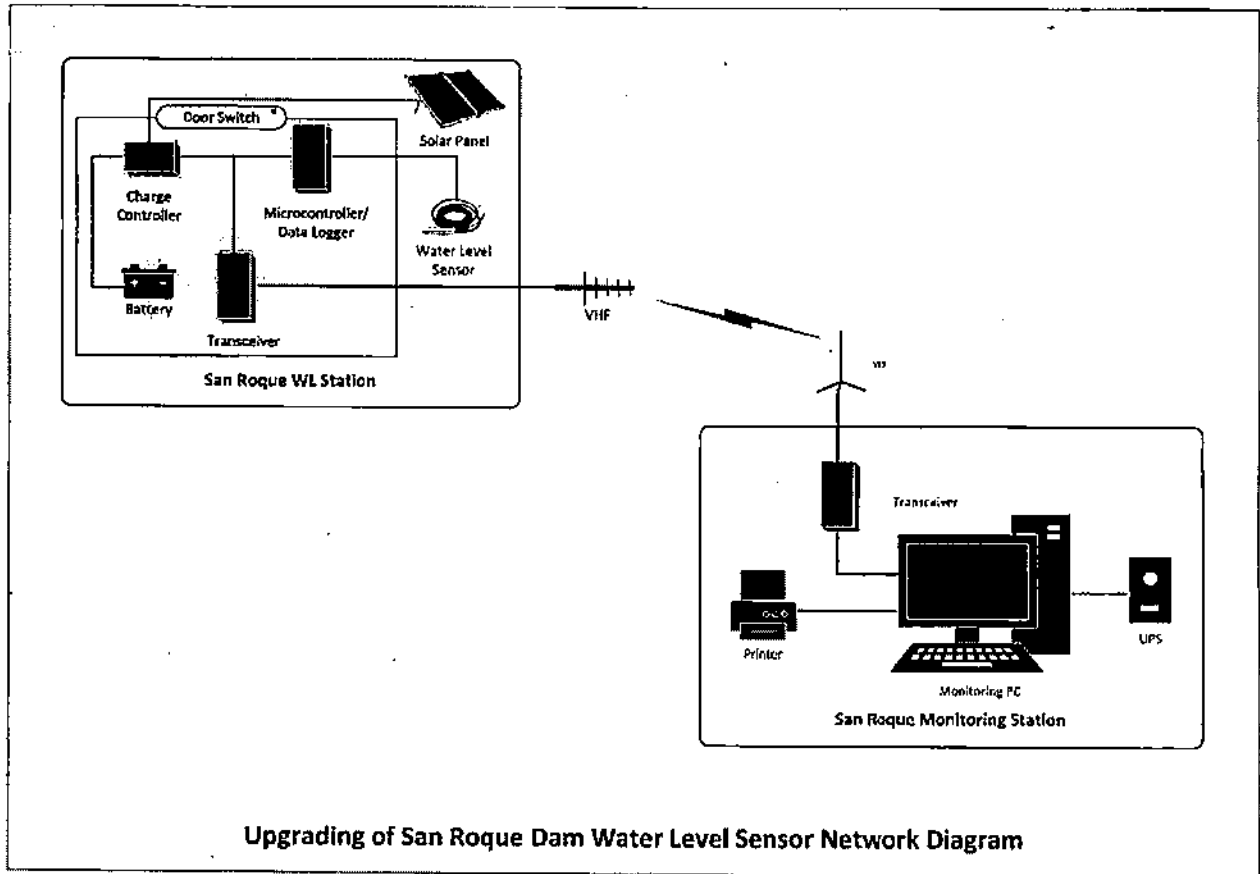 Door Switch
Solar Panel
Charge
Controller
Microcontroller/
Data Logger
Water Level
Sensor
Battery
Transceiver
San Roque WL Station
VHF
Transceiver
Printer
UPS
Monitoring PC
San Roque Monitoring Station
Upgrading of San Roque Dam Water Level Sensor Network Diagram